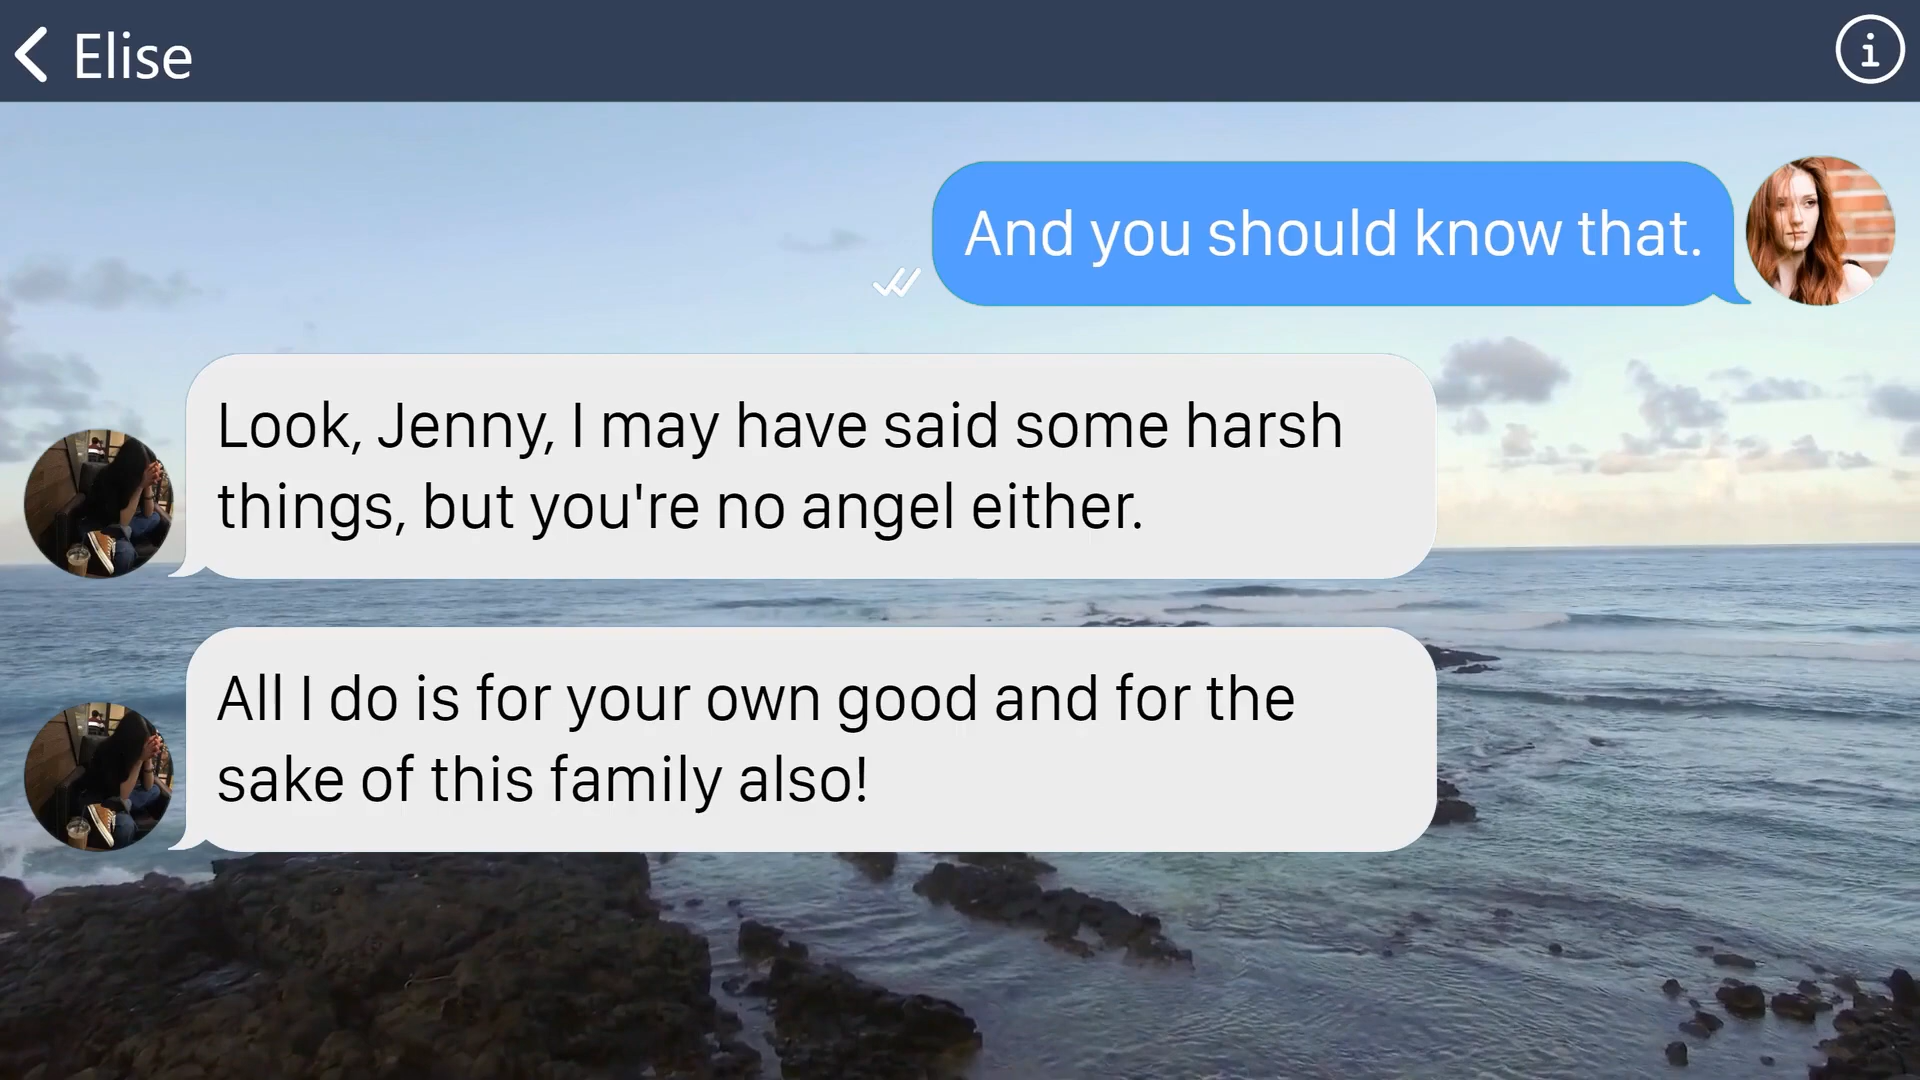 Elise
And you should know that.
Look, Jenny, I may have said some harsh
things, but you're no angel either.
All I do is for your own good and for the
sake of this family also!